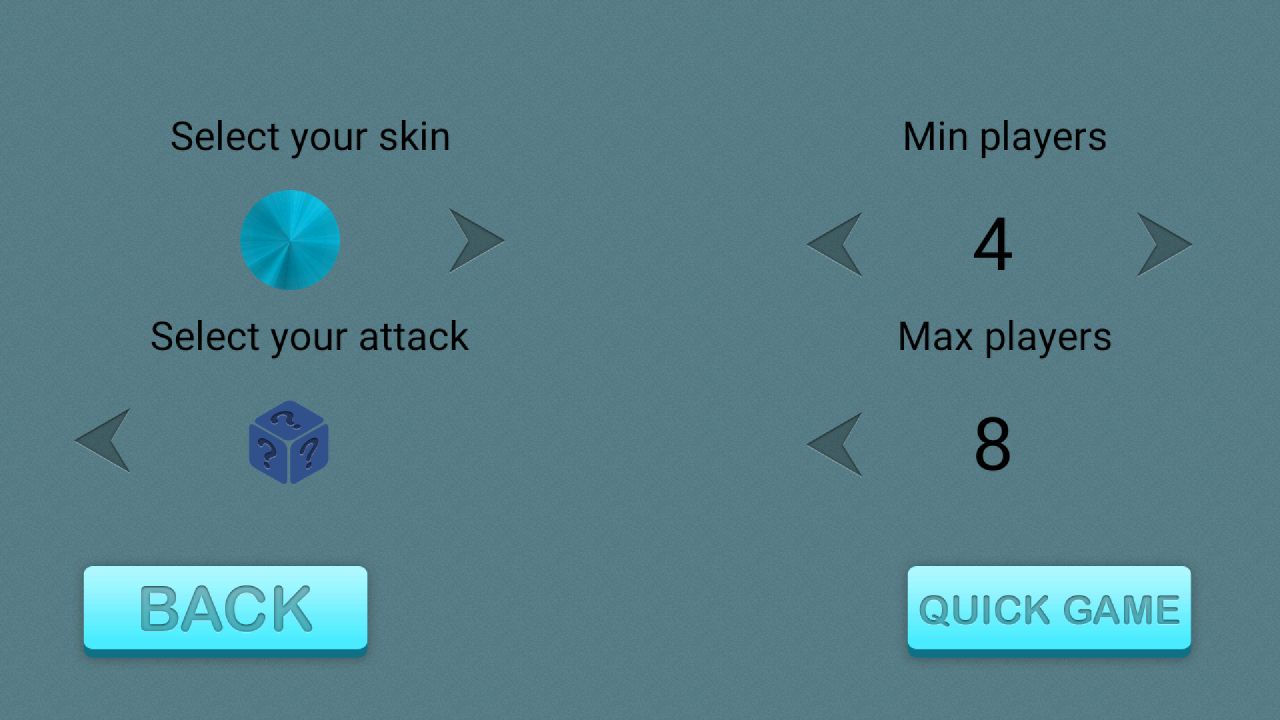 Select your skin
Min players
4
Select your attack
Max players
? ? ?
8
BACK
QUICK GAME